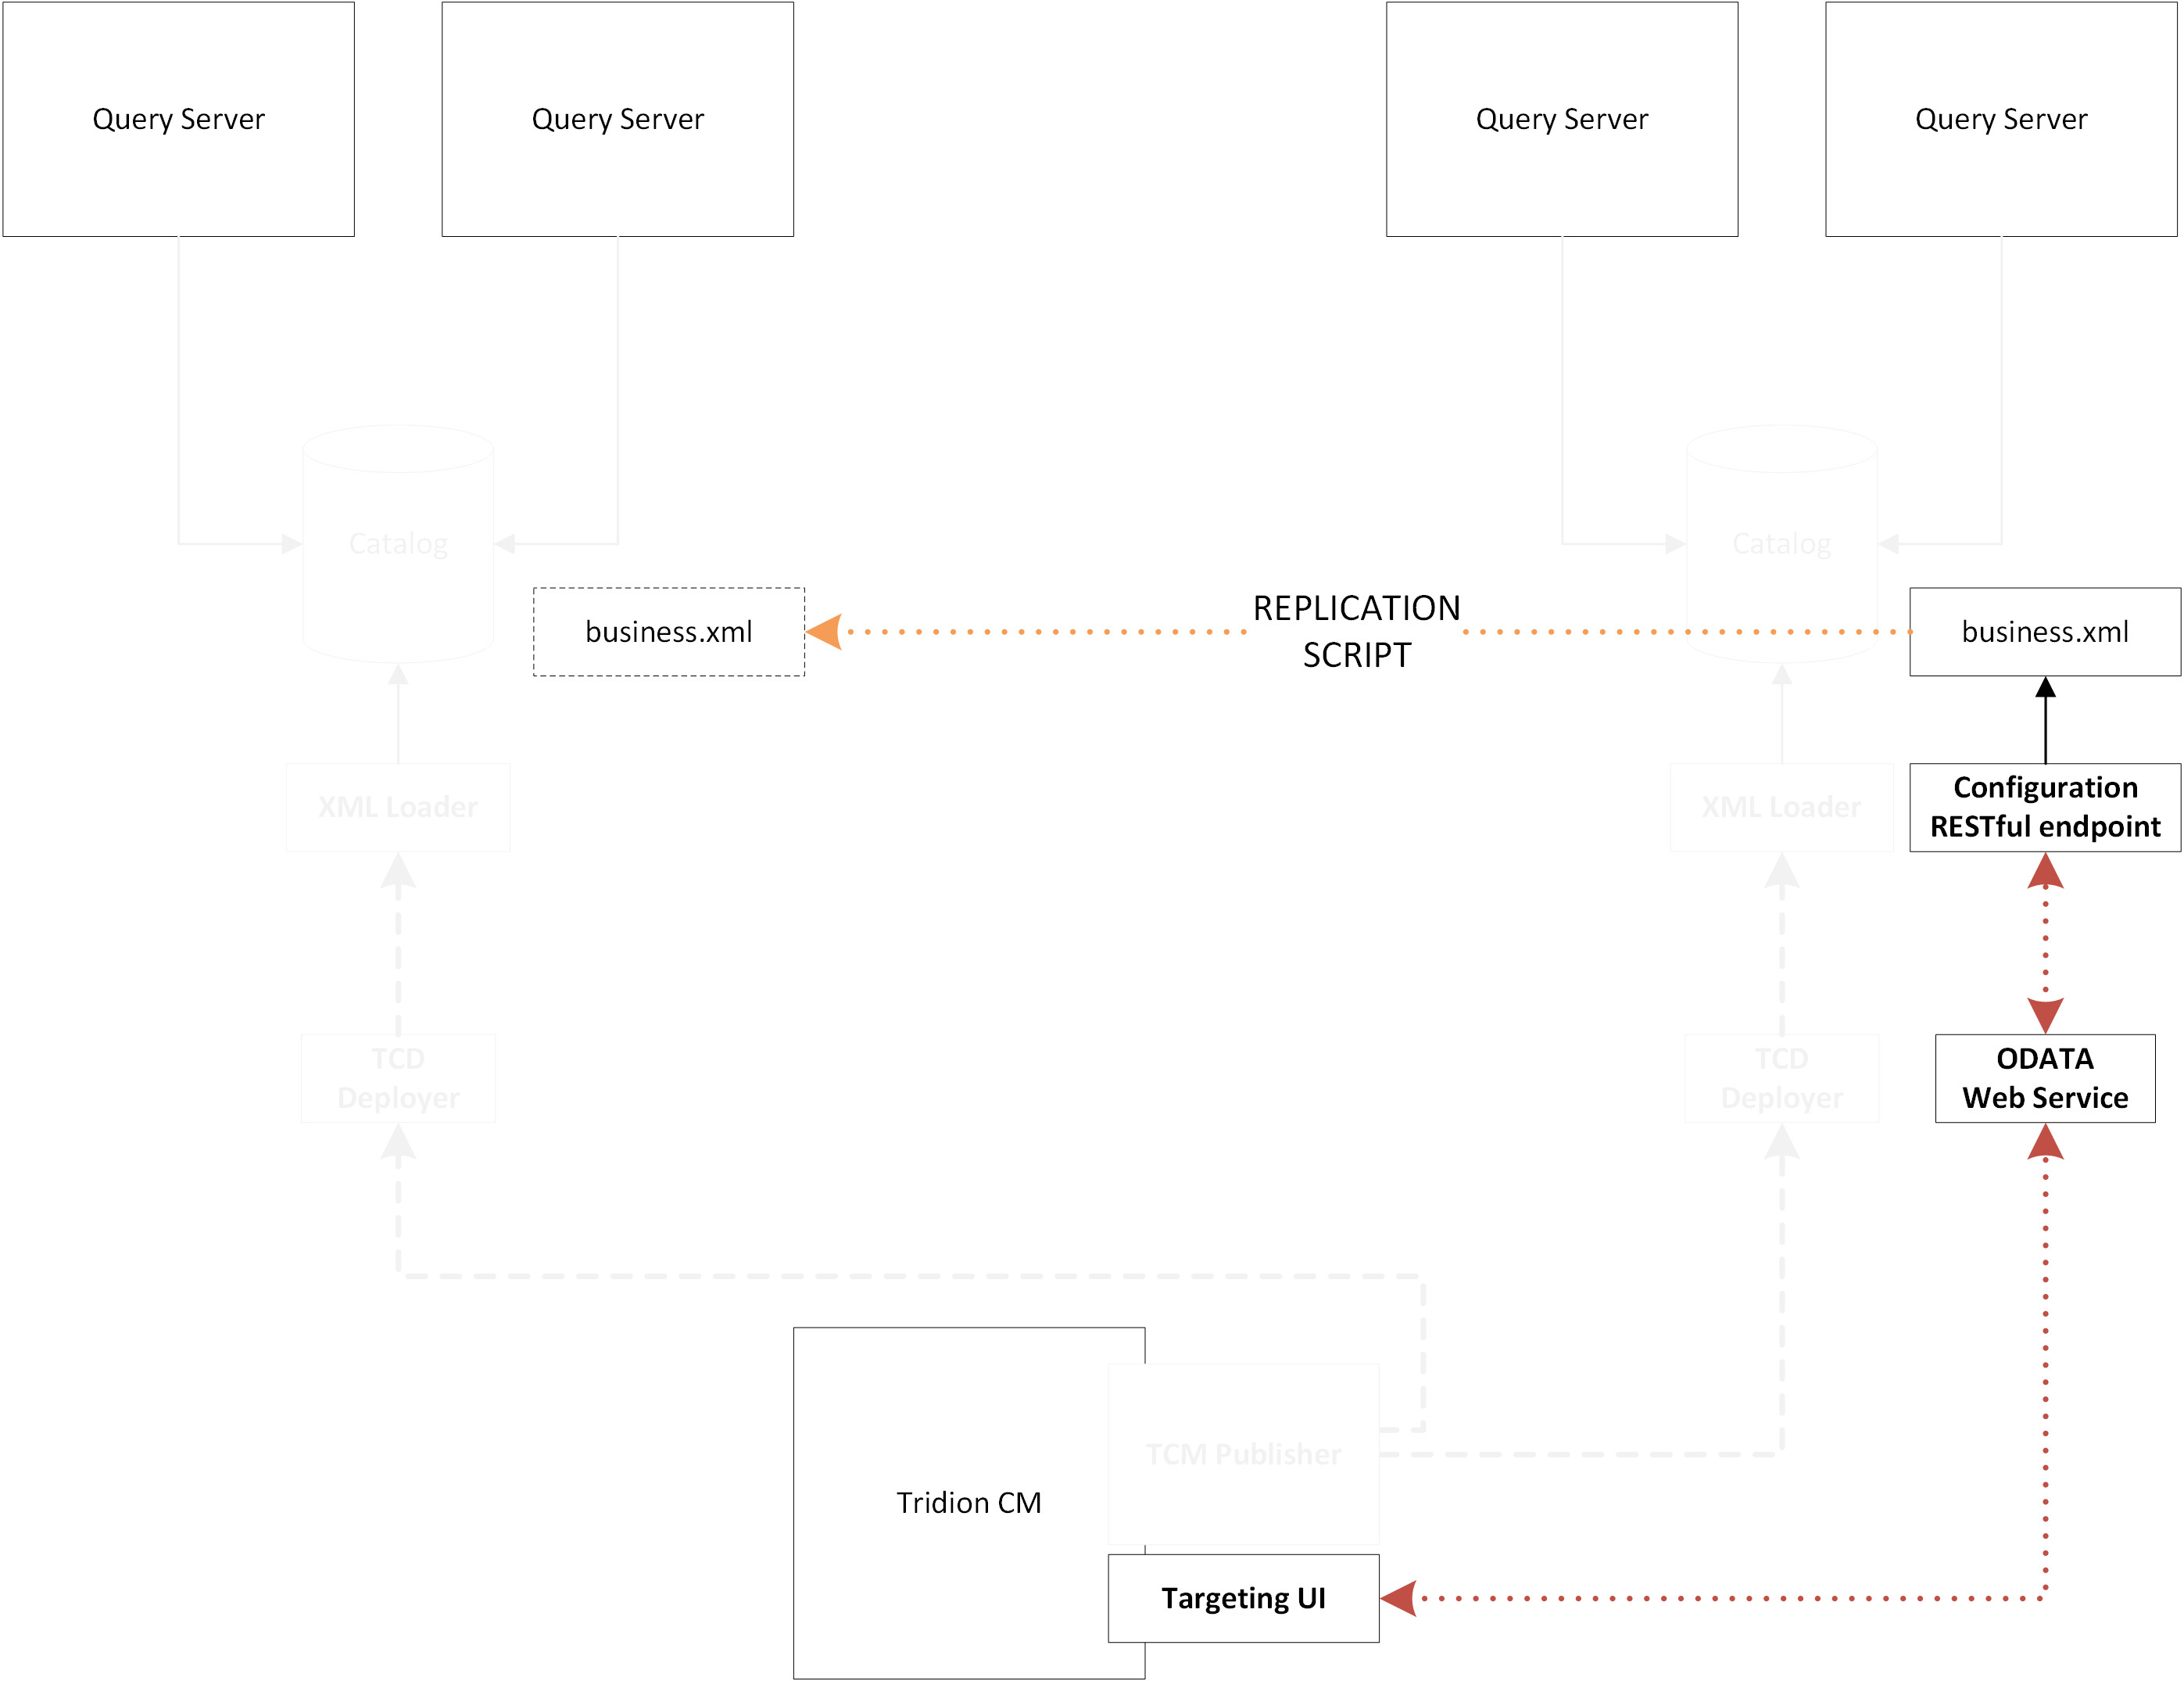 Query Server
Query Server
Query Server
Query Server
Catalog
Catalog
business.xml
REPLICATION
SCRIPT
business.xml
XML Loader
XML Loader
Configuration
RESTful endpoint
TCD
Deployer
TCD
Deployer
ODATA
Web Service
TCM Publisher
Tridion CM
Targeting UI